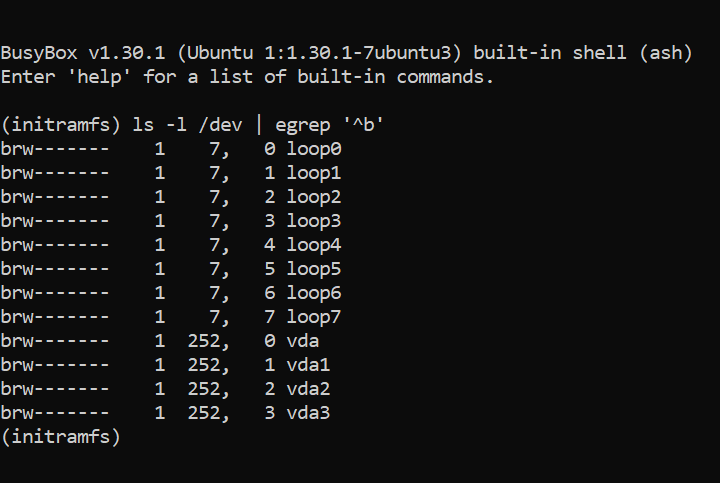 BusyBox v1.30.1 (Ubuntu 1:1.30.1-7ubuntu3) built-in shell (ash)
Enter 'help' for a list of built-in commands.

(initramfs) ls -l /dev | egrep '^b'
brw-------    1   7,   0 loop0
brw-------    1   7,   1 loop1
brw-------    1   7,   2 loop2
brw-------    1   7,   3 loop3
brw-------    1   7,   4 loop4
brw-------    1   7,   5 loop5
brw-------    1   7,   6 loop6
brw-------    1   7,   7 loop7
brw-------    1 252,   0 vda
brw-------    1 252,   1 vda1
brw-------    1 252,   2 vda2
brw-------    1 252,   3 vda3
(initramfs)